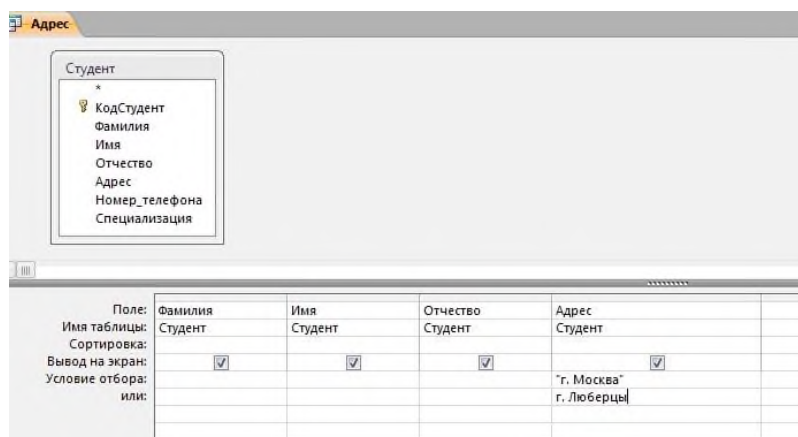 Адрес
Студент
*
КодСтудент
Фамилия
Имя
Отчество
Адрес
Номер_телефона
Специализация
Поле: Фамилия Имя Отчество Адрес
Имя таблицы: Студент Студент Студент Студент
Сортировка:
Вывод на экран:
Условие отбора: "г. Москва"
или: г. Люберцы